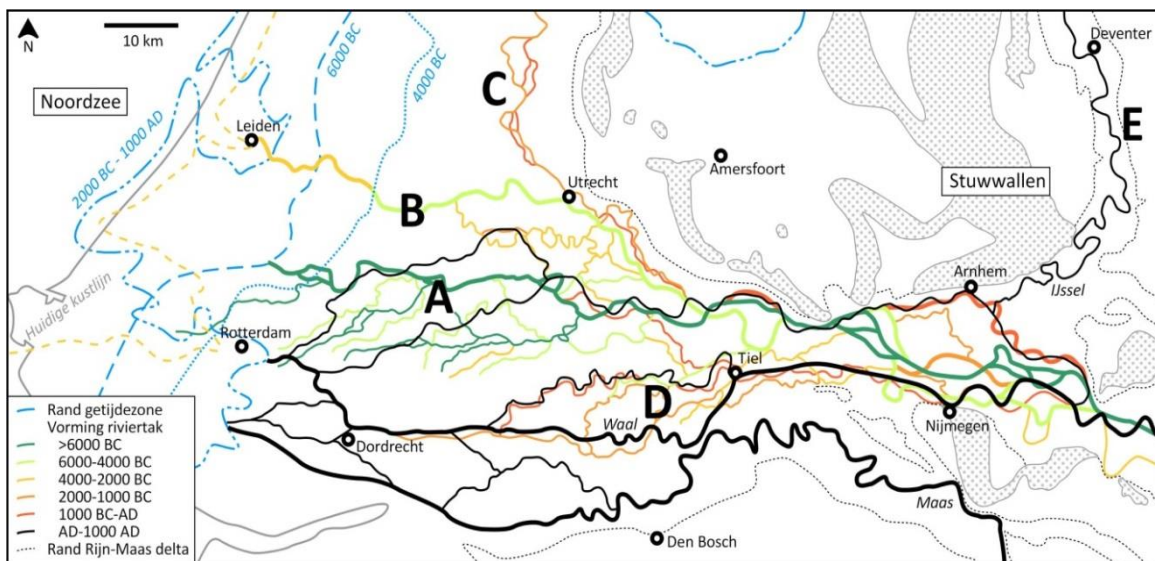 N
10 km
Noordzee
2000 BC - 1000 AD
6000 BC
4000 BC
C
Deventer
E
Leiden
Amersfoort
Stuwwallen
Utrecht
B
Huidige kustlijn
A
Arnhem
IJssel
Rotterdam
Tiel
D
Waal
Nijmegen
Dordrecht
Maas
Den Bosch
Rand getijdezone
Vorming riviertak
>6000 BC
6000-4000 BC
4000-2000 BC
2000-1000 BC
1000 BC-AD
AD-1000 AD
Rand Rijn-Maas delta